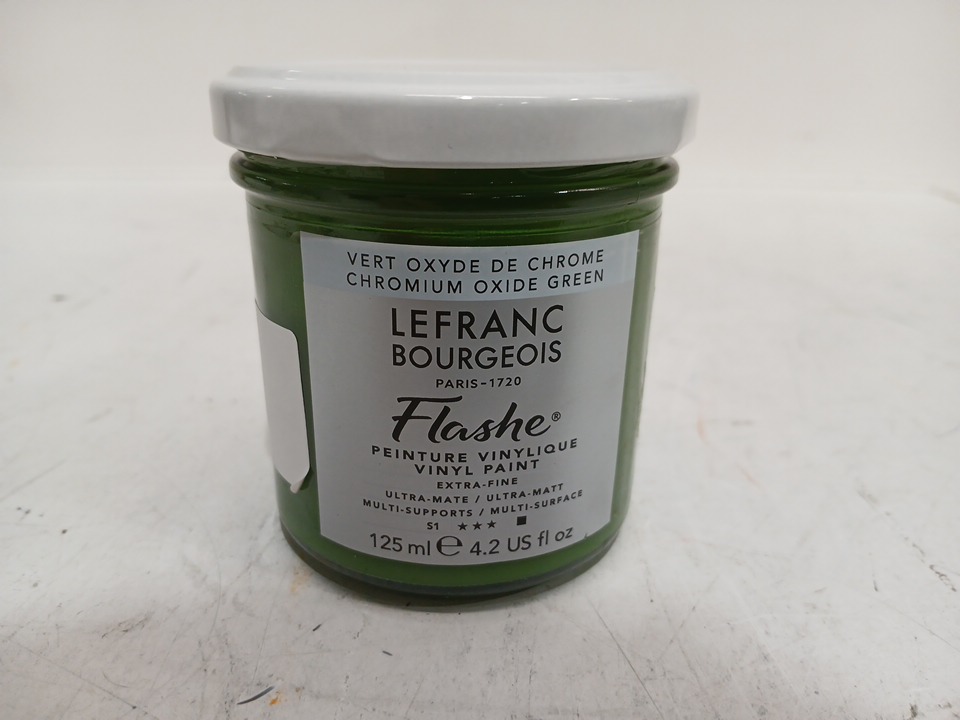 VERT OXYDE DE CHROME
CHROMIUM OXIDE GREEN
LEFRANC
BOURGEOIS
PARIS-1720
Flashe®
PEINTURE VINYLIQUE
VINYL PAINT
EXTRA-FINE
ULTRA-MATE / ULTRA-MATT
MULTI-SUPPORTS / MULTI-SURFACE
S1 ★★★ ■
125 ml ℮ 4.2 US fl oz